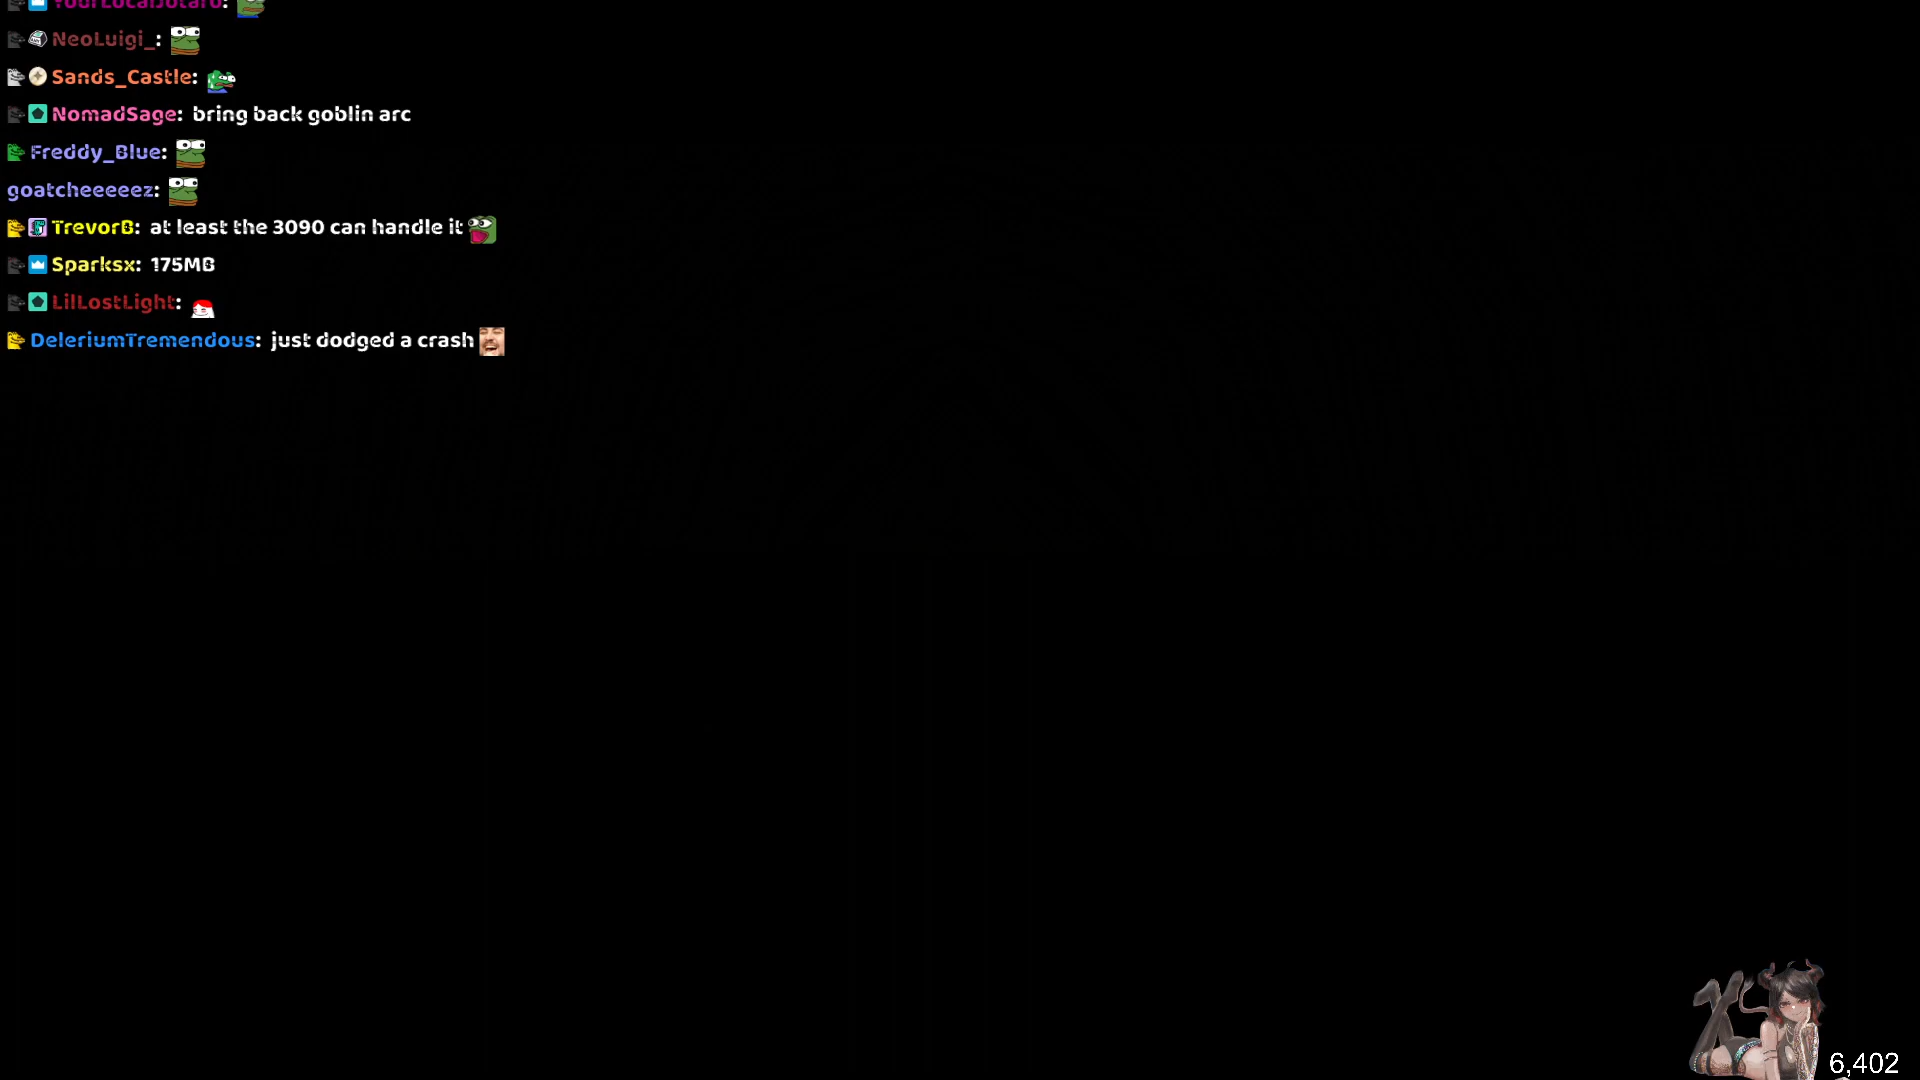 YourLocalJotaro:
NeoLuigi_:
Sands_Castle:
NomadSage: bring back goblin arc
Freddy_Blue:
goatcheeeeez:
TrevorB: at least the 3090 can handle it
Sparksx: 175MB
LilLostLight:
DeleriumTremendous: just dodged a crash
6,402